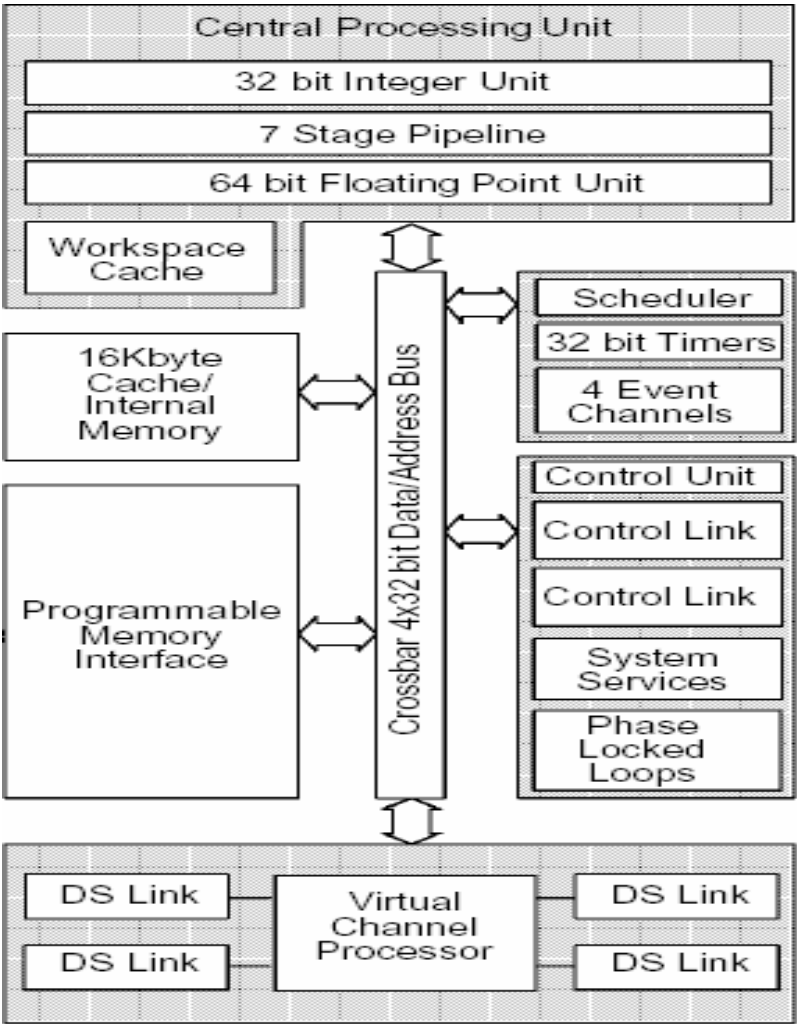 Central Processing Unit
32 bit Integer Unit
7 Stage Pipeline
64 bit Floating Point Unit
Workspace
Cache
16Kbyte
Cache/
Internal
Memory
Programmable
Memory
Interface
Crossbar 4x32 bit Data/Address Bus
Scheduler
32 bit Timers
4 Event
Channels
Control Unit
Control Link
Control Link
System
Services
Phase
Locked
Loops
DS Link
DS Link
Virtual
Channel
Processor
DS Link
DS Link